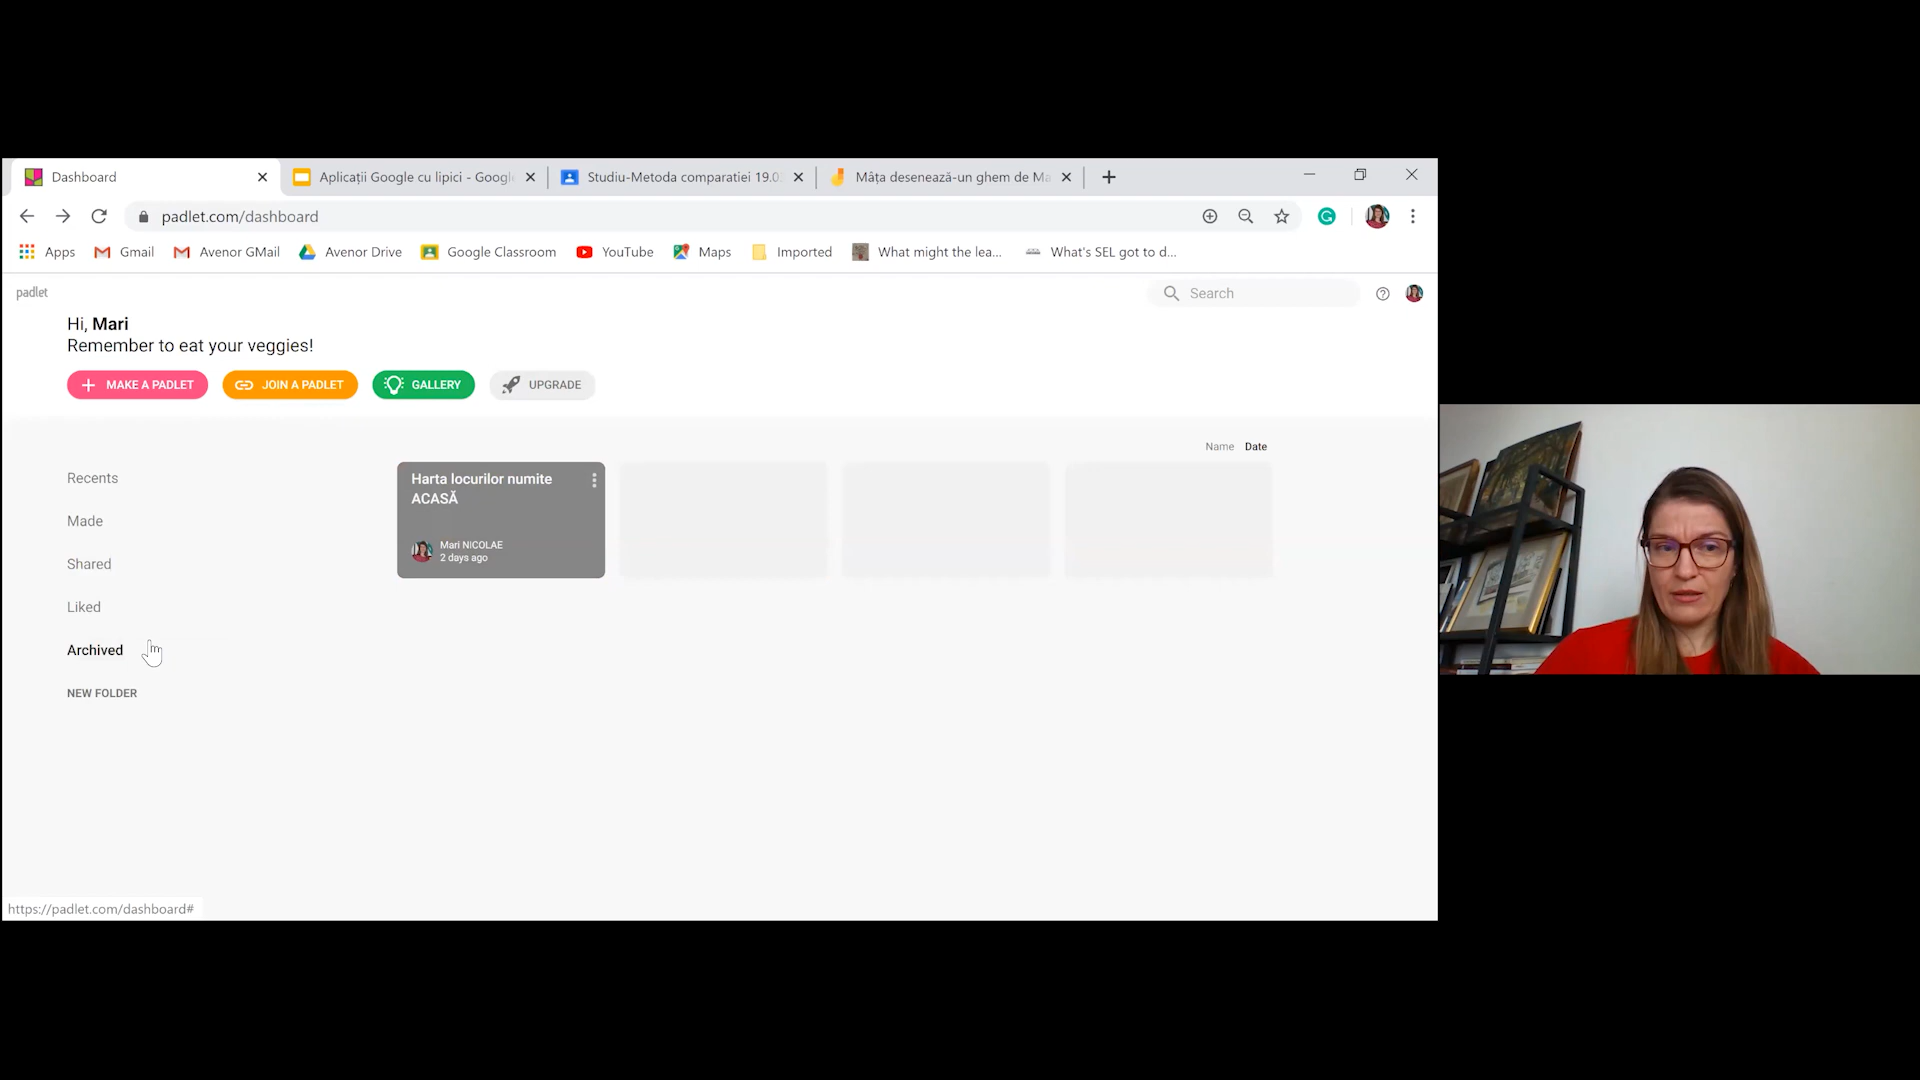 Dashboard
Aplicații Google cu lipici - Googl
Studiu-Metoda comparatiei 19.0
Mâța desenează-un ghem de Ma
padlet.com/dashboard
Apps
Gmail
Avenor GMail
Avenor Drive
Google Classroom
YouTube
Maps
Imported
What might the lea...
What's SEL got to d...
padlet
Search
Hi, Mari
Remember to eat your veggies!
MAKE A PADLET
JOIN A PADLET
GALLERY
UPGRADE
Name
Date
Recents
Made
Shared
Liked
Archived
NEW FOLDER
Harta locurilor numite
ACASĂ
Mari NICOLAE
2 days ago
https://padlet.com/dashboard#